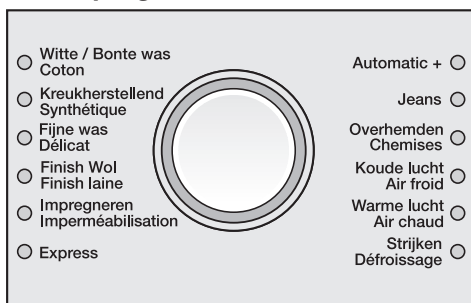 Witte / Bonte was
Coton
Kreukherstellend
Synthétique
Fijne was
Délicat
Finish Wol
Finish laine
Impregneren
Imperméabilisation
Express
Automatic +
Jeans
Overhemden
Chemises
Koude lucht
Air froid
Warme lucht
Air chaud
Strijken
Défroissage